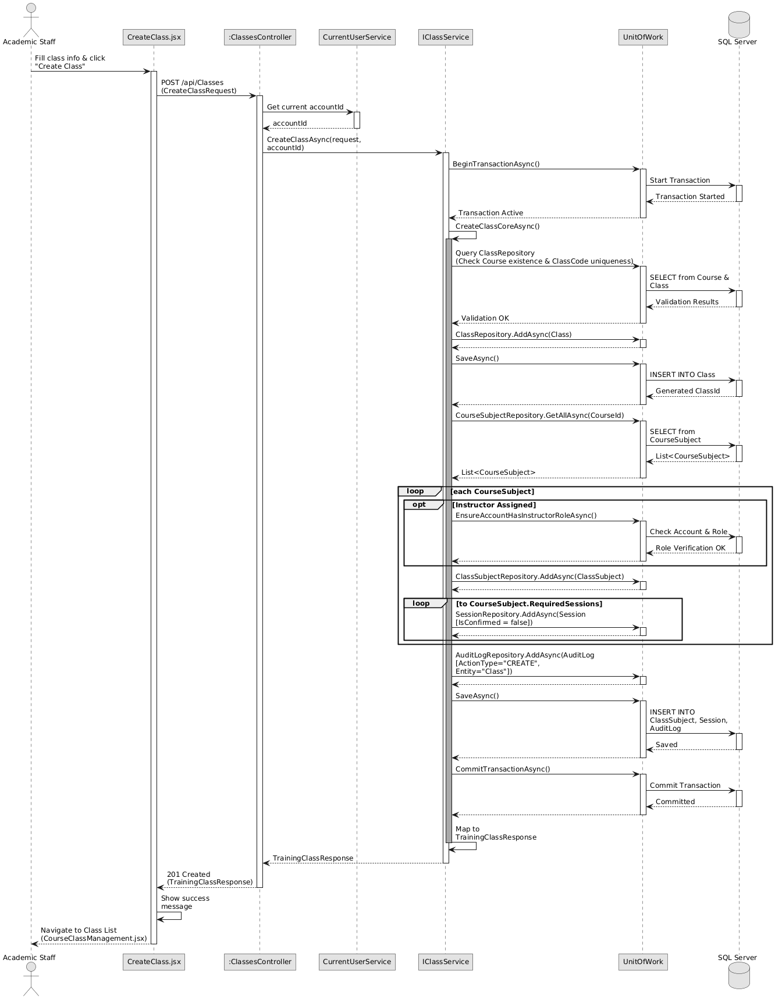 Academic Staff
CreateClass.jsx
:ClassesController
CurrentUserService
IClassService
UnitOfWork
SQL Server
Fill class info & click
"Create Class"
POST /api/Classes
(CreateClassRequest)
Get current accountId
accountId
CreateClassAsync(request,
accountId)
BeginTransactionAsync()
Start Transaction
Transaction Started
Transaction Active
CreateClassCoreAsync()
Query ClassRepository
(Check Course existence & ClassCode uniqueness)
SELECT from Course &
Class
Validation Results
Validation OK
ClassRepository.AddAsync(Class)
SaveAsync()
INSERT INTO Class
Generated ClassId
CourseSubjectRepository.GetAllAsync(CourseId)
SELECT from
CourseSubject
List<CourseSubject>
List<CourseSubject>
loop [each CourseSubject]
opt [Instructor Assigned]
EnsureAccountHasInstructorRoleAsync()
Check Account & Role
Role Verification OK
ClassSubjectRepository.AddAsync(ClassSubject)
loop [to CourseSubject.RequiredSessions]
SessionRepository.AddAsync(Session
[IsConfirmed = false])
AuditLogRepository.AddAsync(AuditLog
[ActionType="CREATE",
Entity="Class"])
SaveAsync()
INSERT INTO
ClassSubject, Session,
AuditLog
Saved
CommitTransactionAsync()
Commit Transaction
Committed
Map to
TrainingClassResponse
TrainingClassResponse
201 Created
(TrainingClassResponse)
Show success
message
Navigate to Class List
(CourseClassManagement.jsx)
Academic Staff
CreateClass.jsx
:ClassesController
CurrentUserService
IClassService
UnitOfWork
SQL Server